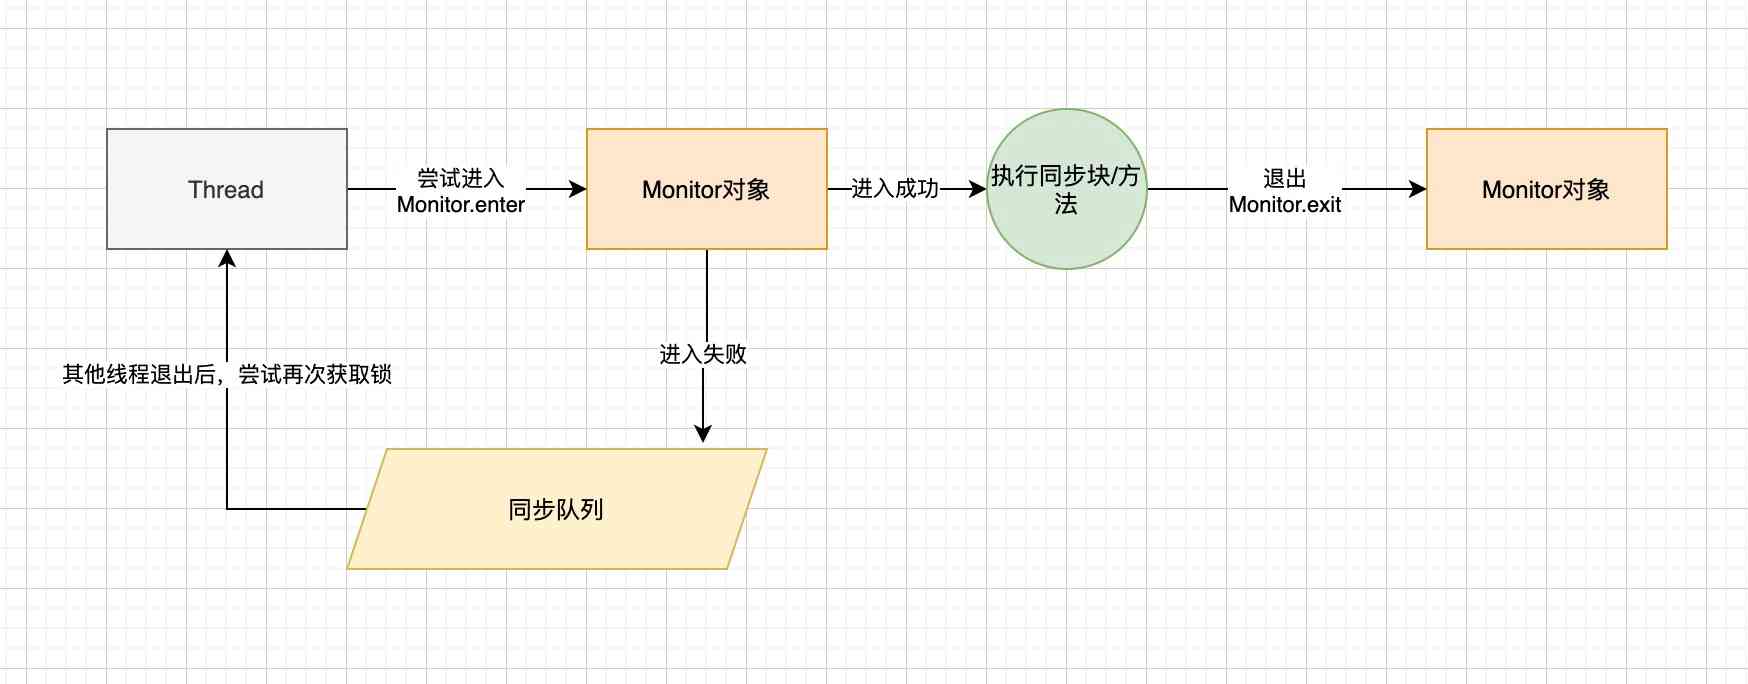 Thread
尝试进入
Monitor.enter
Monitor对象
进入成功
执行同步块/方
法
退出
Monitor.exit
Monitor对象
进入失败
其他线程退出后，尝试再次获取锁
同步队列